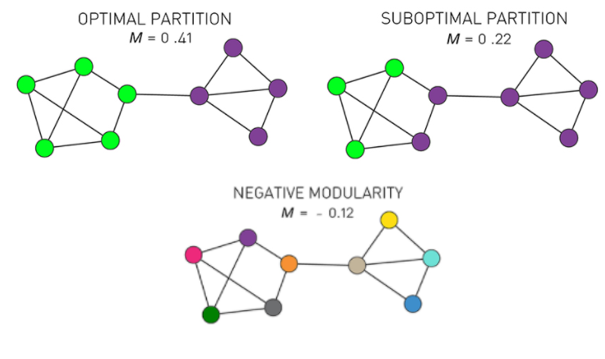 OPTIMAL PARTITION
M = 0 .41
SUBOPTIMAL PARTITION
M = 0 .22
NEGATIVE MODULARITY
M = - 0.12